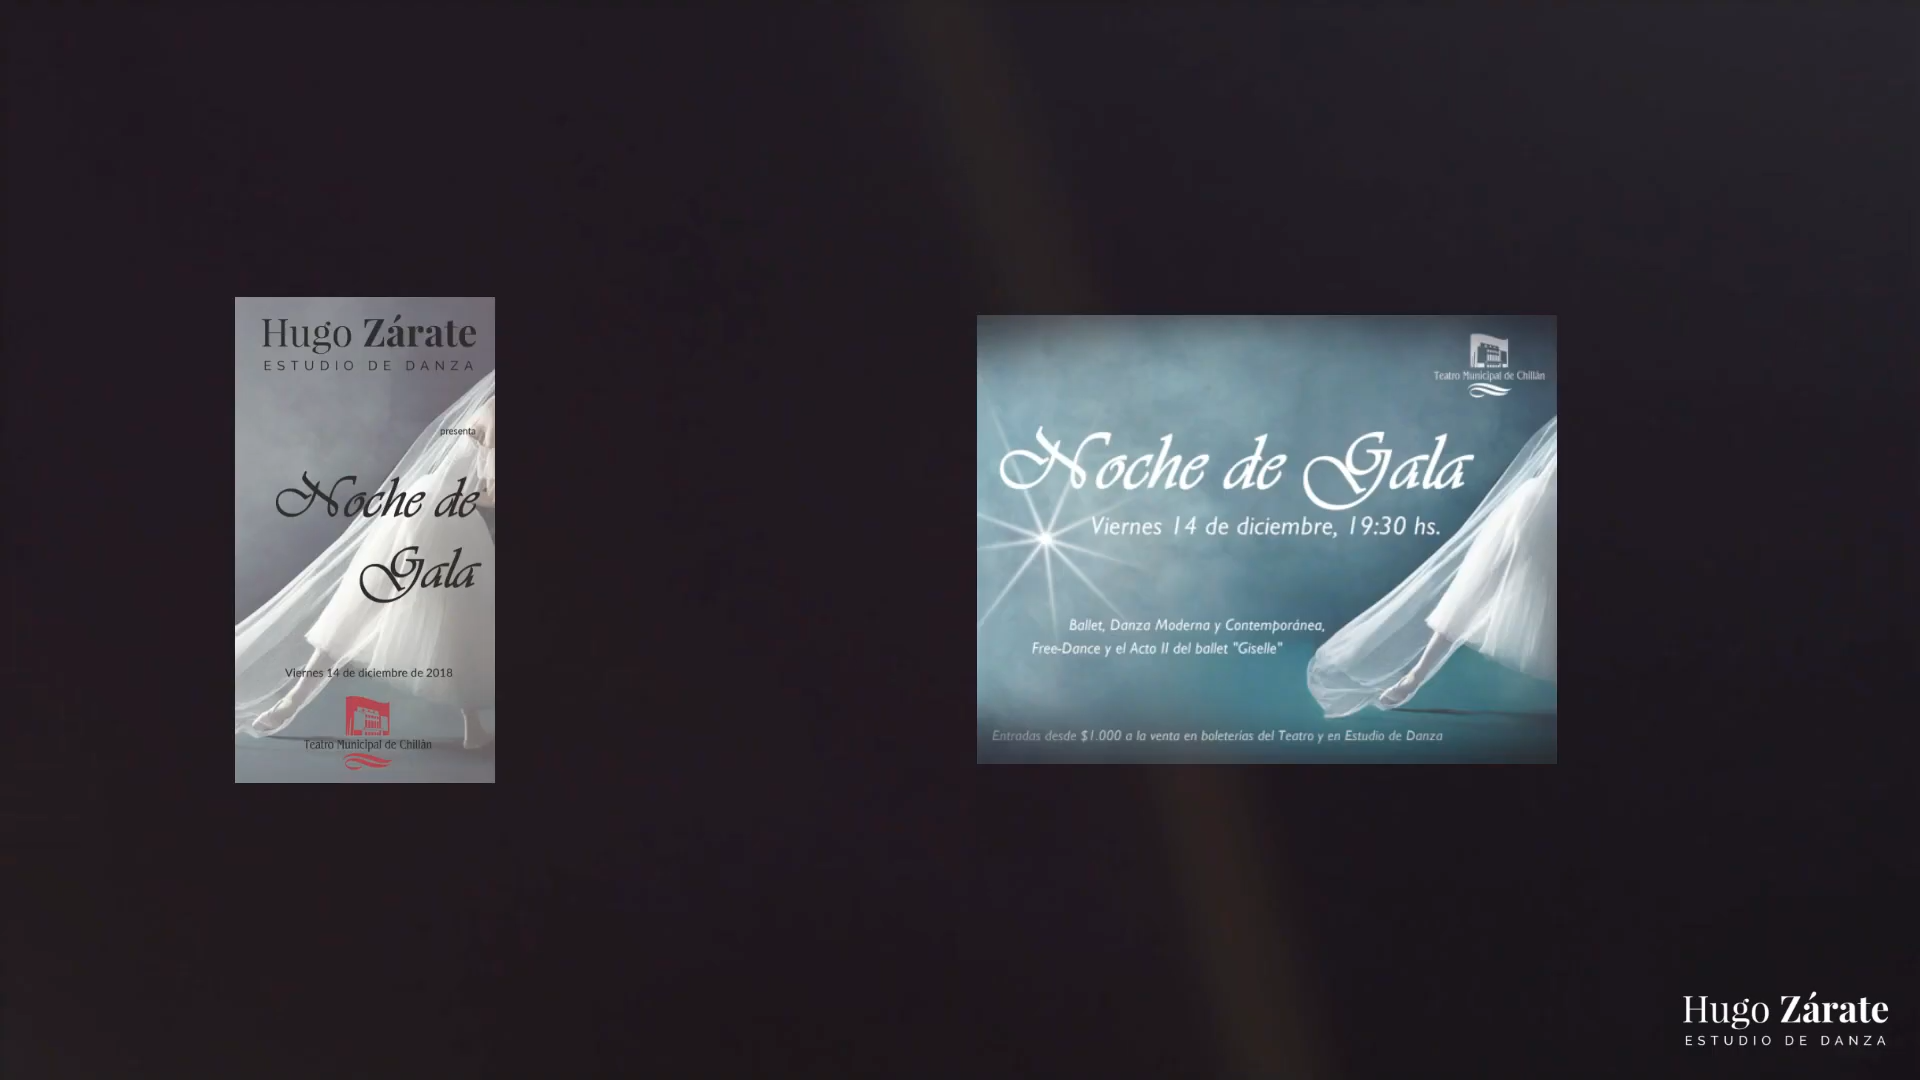 Hugo Zárate
ESTUDIO DE DANZA
presenta
Noche de
Gala
Viernes 14 de diciembre de 2018
Teatro Municipal de Chillàn
Teatro Municipal de Chillàn
Noche de Gala
Viernes 14 de diciembre, 19:30 hs.
Ballet, Danza Moderna y Contemporánea,
Free-Dance y el Acto II del ballet "Giselle"
Entradas desde $1.000 a la venta en boleterías del Teatro y en Estudio de Danza
Hugo Zárate
ESTUDIO DE DANZA